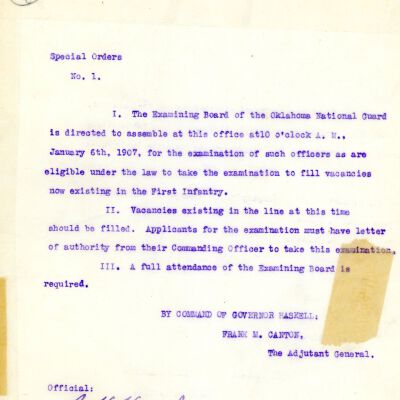 Special Orders
No. 1.
I. The Examining Board of the Oklahoma National Guard
is directed to assemble at this office at10 o'clock A. M.,
January 6th, 1907, for the examination of such officers as are
eligible under the law to take the examination to fill vacancies
now existing in the First Infantry.
II. Vacancies existing in the line at this time
should be filled. Applicants for the examination must have letter
of authority from their Commanding Officer to take this examination.
III. A full attendance of the Examining Board is
required.
BY COMMAND OF GOVERNOR HASKELL:
FRANK M. CANTON,
The Adjutant General.
Official: